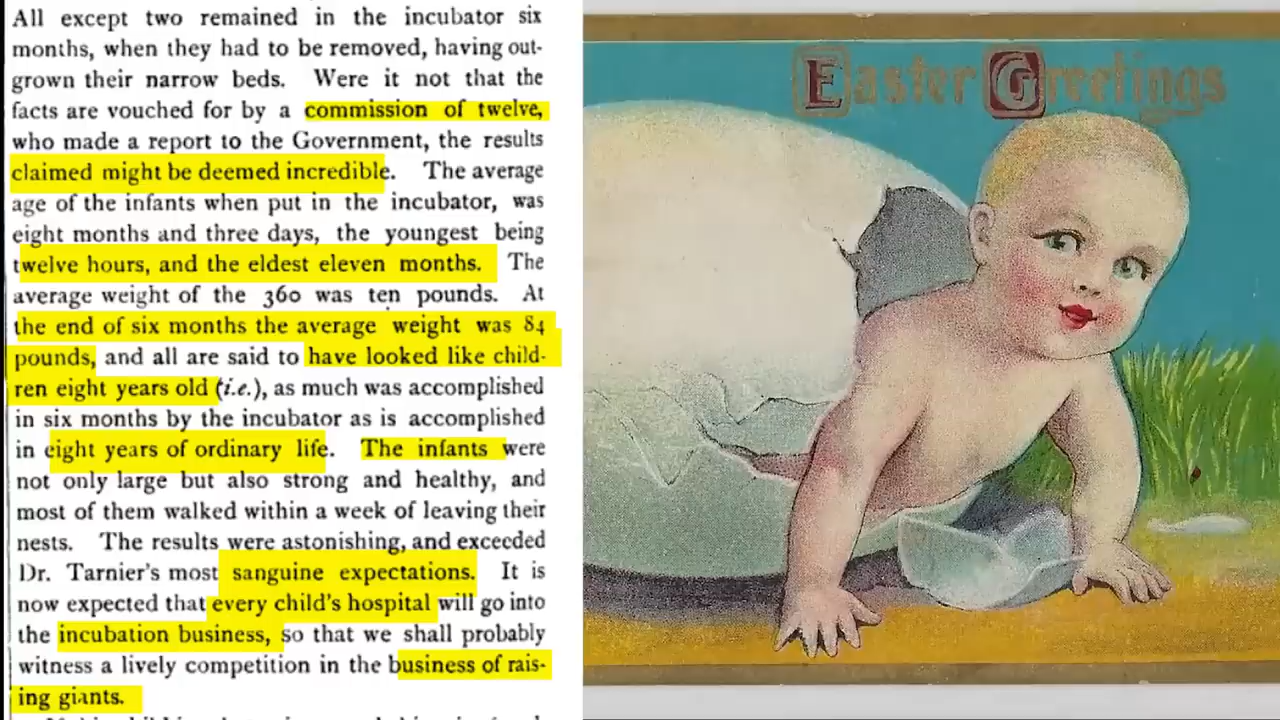 All except two remained in the incubator six
months, when they had to be removed, having out-
grown their narrow beds. Were it not that the
facts are vouched for by a commission of twelve,
who made a report to the Government, the results
claimed might be deemed incredible. The average
age of the infants when put in the incubator, was
eight months and three days, the youngest being
twelve hours, and the eldest eleven months. The
average weight of the 360 was ten pounds. At
the end of six months the average weight was 84
pounds, and all are said to have looked like child-
ren eight years old (i.e.), as much was accomplished
in six months by the incubator as is accomplished
in eight years of ordinary life. The infants were
not only large but also strong and healthy, and
most of them walked within a week of leaving their
nests. The results were astonishing, and exceeded
Dr. Tarnier's most sanguine expectations. It is
now expected that every child's hospital will go into
the incubation business, so that we shall probably
witness a lively competition in the business of rais-
ing giants.
Easter Greetings